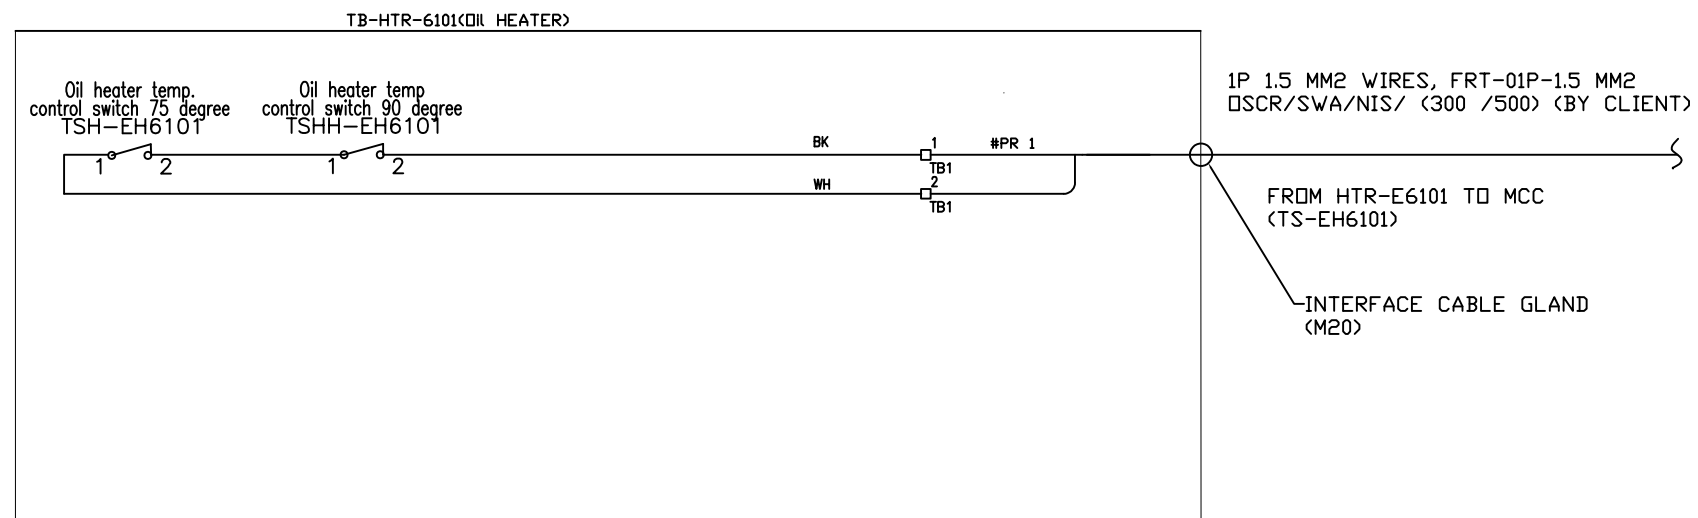 TB-HTR-6101(OIL HEATER)
Oil heater temp.
control switch 75 degree
TSH-EH6101
Oil heater temp
control switch 90 degree
TSHH-EH6101
1P 1.5 MM2 WIRES, FRT-01P-1.5 MM2
OSCR/SWA/NIS/ (300 /500) (BY CLIENT)
BK
1
#PR 1
1
2
1
2
TB1
WH
2
TB1
FROM HTR-E6101 TO MCC
(TS-EH6101)
INTERFACE CABLE GLAND
(M20)